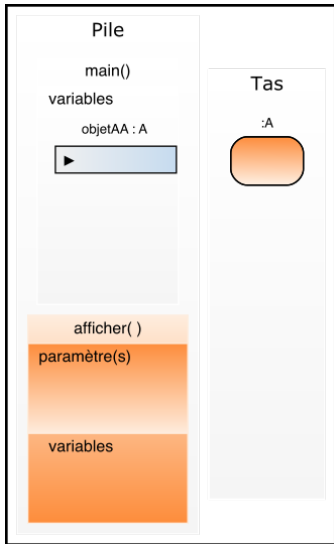 Pile
main()
variables
objetAA : A
afficher( )
paramètre(s)
variables
Tas
:A